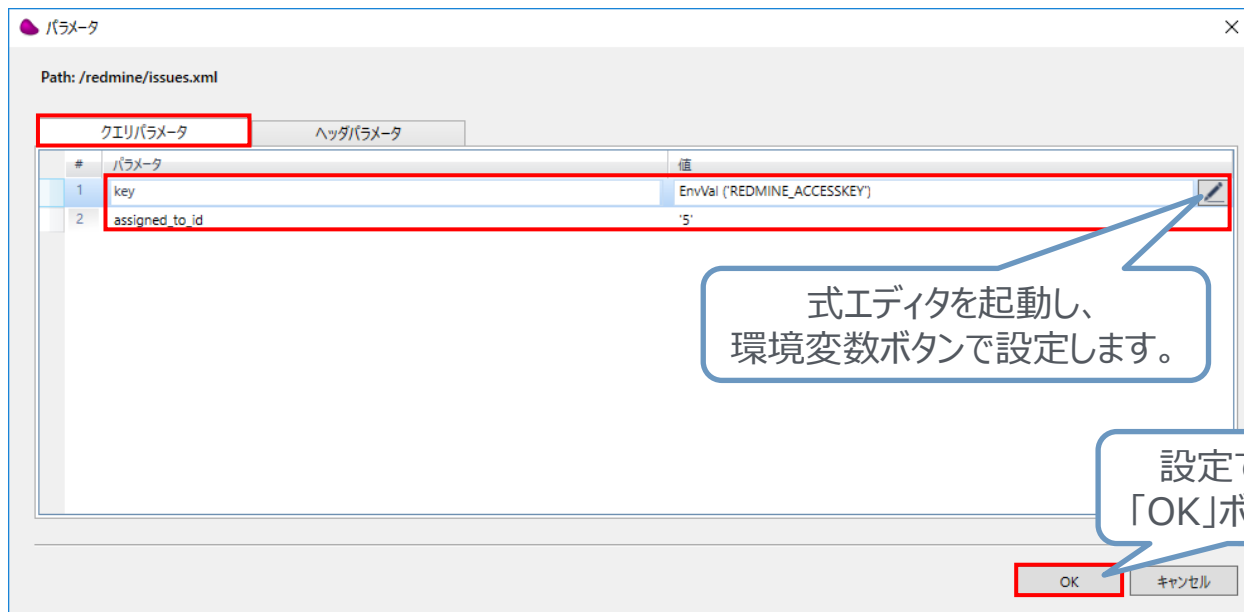 パラメータ
Path: /redmine/issues.xml
クエリパラメータ ヘッダパラメータ
# パラメータ 値
1 key EnvVal ('REDMINE_ACCESSKEY')
2 assigned_to_id '5'
式エディタを起動し、
環境変数ボタンで設定します。
設定
「OK」ボ
OK キャンセル